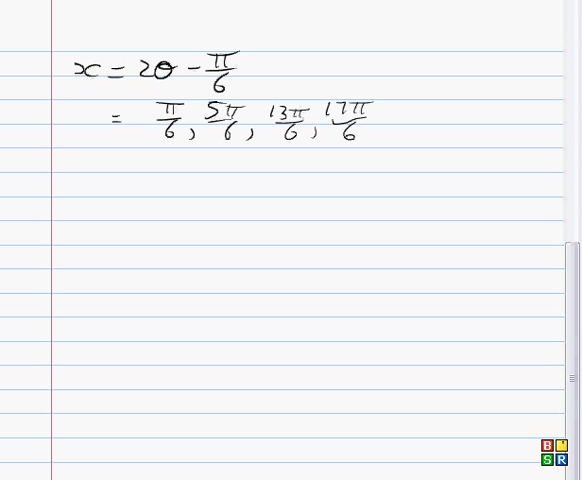 x = 2θ - π/6
= π/6, 5π/6, 13π/6, 17π/6
B
S R